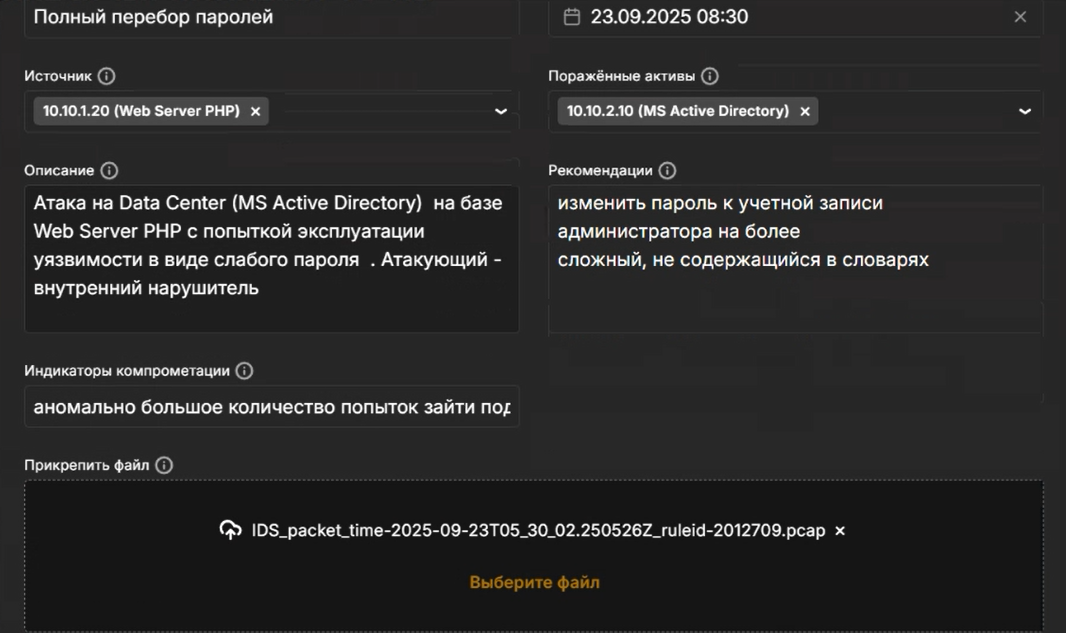 Полный перебор паролей
23.09.2025 08:30
Источник
Поражённые активы
10.10.1.20 (Web Server PHP)
10.10.2.10 (MS Active Directory)
Описание
Рекомендации
Атака на Data Center (MS Active Directory)  на базе
Web Server PHP с попыткой эксплуатации
уязвимости в виде слабого пароля  . Атакующий -
внутренний нарушитель
изменить пароль к учетной записи
администратора на более
сложный, не содержащийся в словарях
Индикаторы компрометации
аномально большое количество попыток зайти под
Прикрепить файл
IDS_packet_time-2025-09-23T05_30_02.250526Z_ruleid-2012709.pcap
Выберите файл